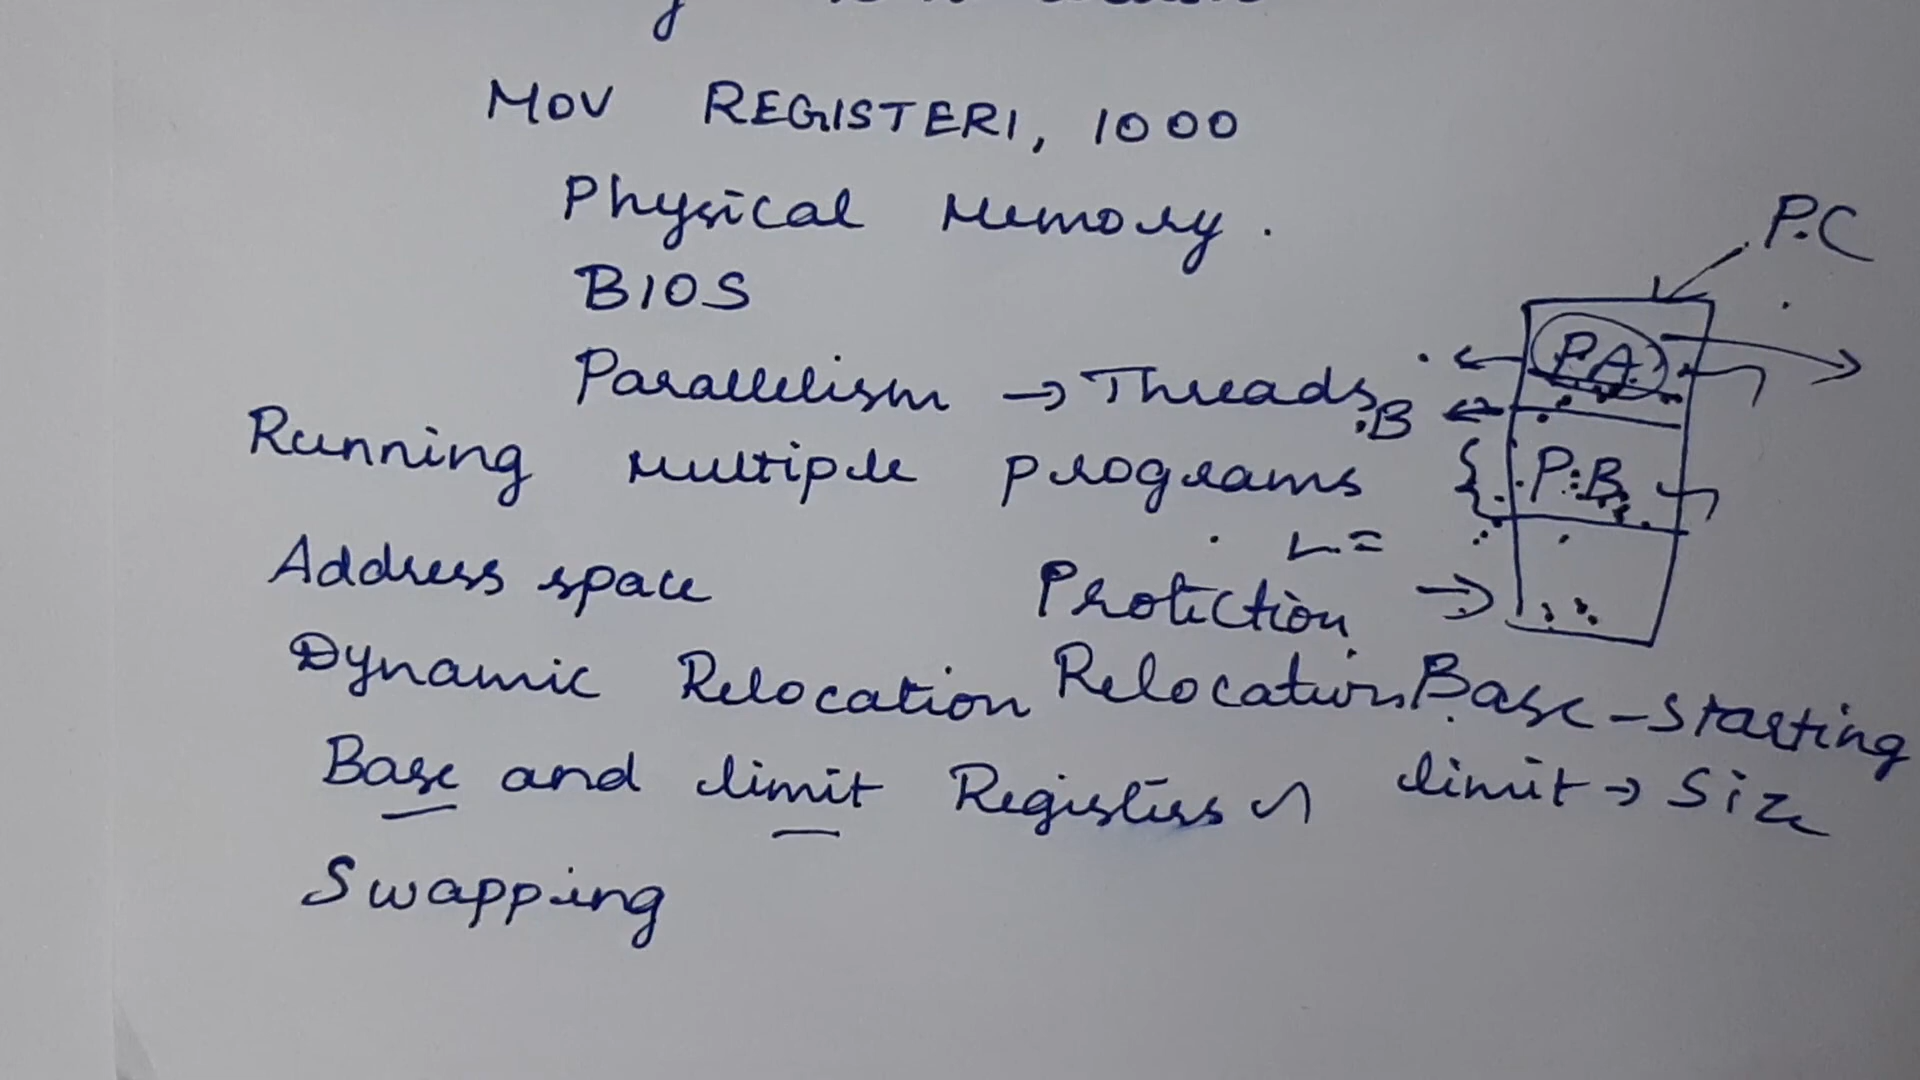 MOV REGISTER1, 1000
Physical Memory.
BIOS
Parallelism → Threads
Running Multiple programs
Address space
Protection
Dynamic Relocation Relocation
Base and limit Registers
Swapping
P.C
P.A.
B
P.B.
L =
Base - starting
limit → Size